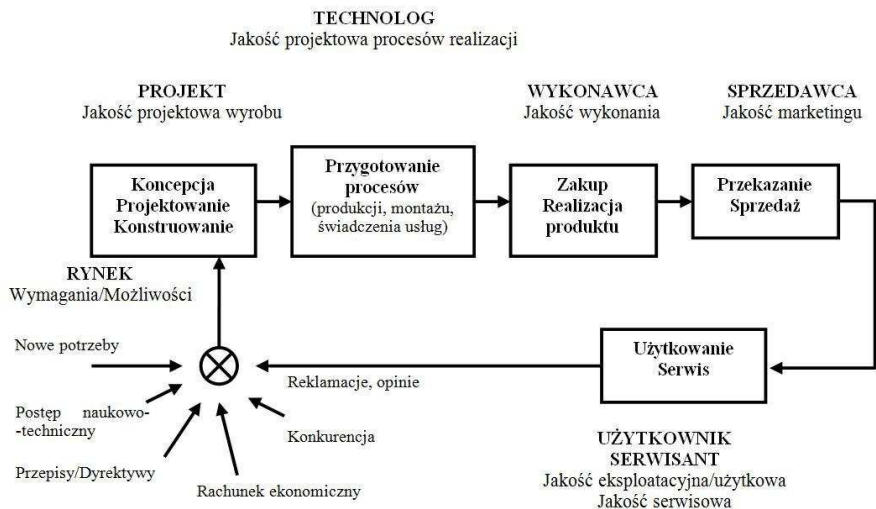 TECHNOLOG
Jakość projektowa procesów realizacji
PROJEKT
Jakość projektowa wyrobu
WYKONAWCA
Jakość wykonania
SPRZEDAWCA
Jakość marketingu
Koncepcja
Projektowanie
Konstruowanie
Przygotowanie
procesów
(produkcji, montażu,
świadczenia usług)
Zakup
Realizacja
produktu
Przekazanie
Sprzedaż
RYNEK
Wymagania/Możliwości
Nowe potrzeby
Postęp naukowo-
-techniczny
Przepisy/Dyrektywy
Rachunek ekonomiczny
Konkurencja
Reklamacje, opinie
Użytkowanie
Serwis
UŻYTKOWNIK
SERWISANT
Jakość eksploatacyjna/użytkowa
Jakość serwisowa